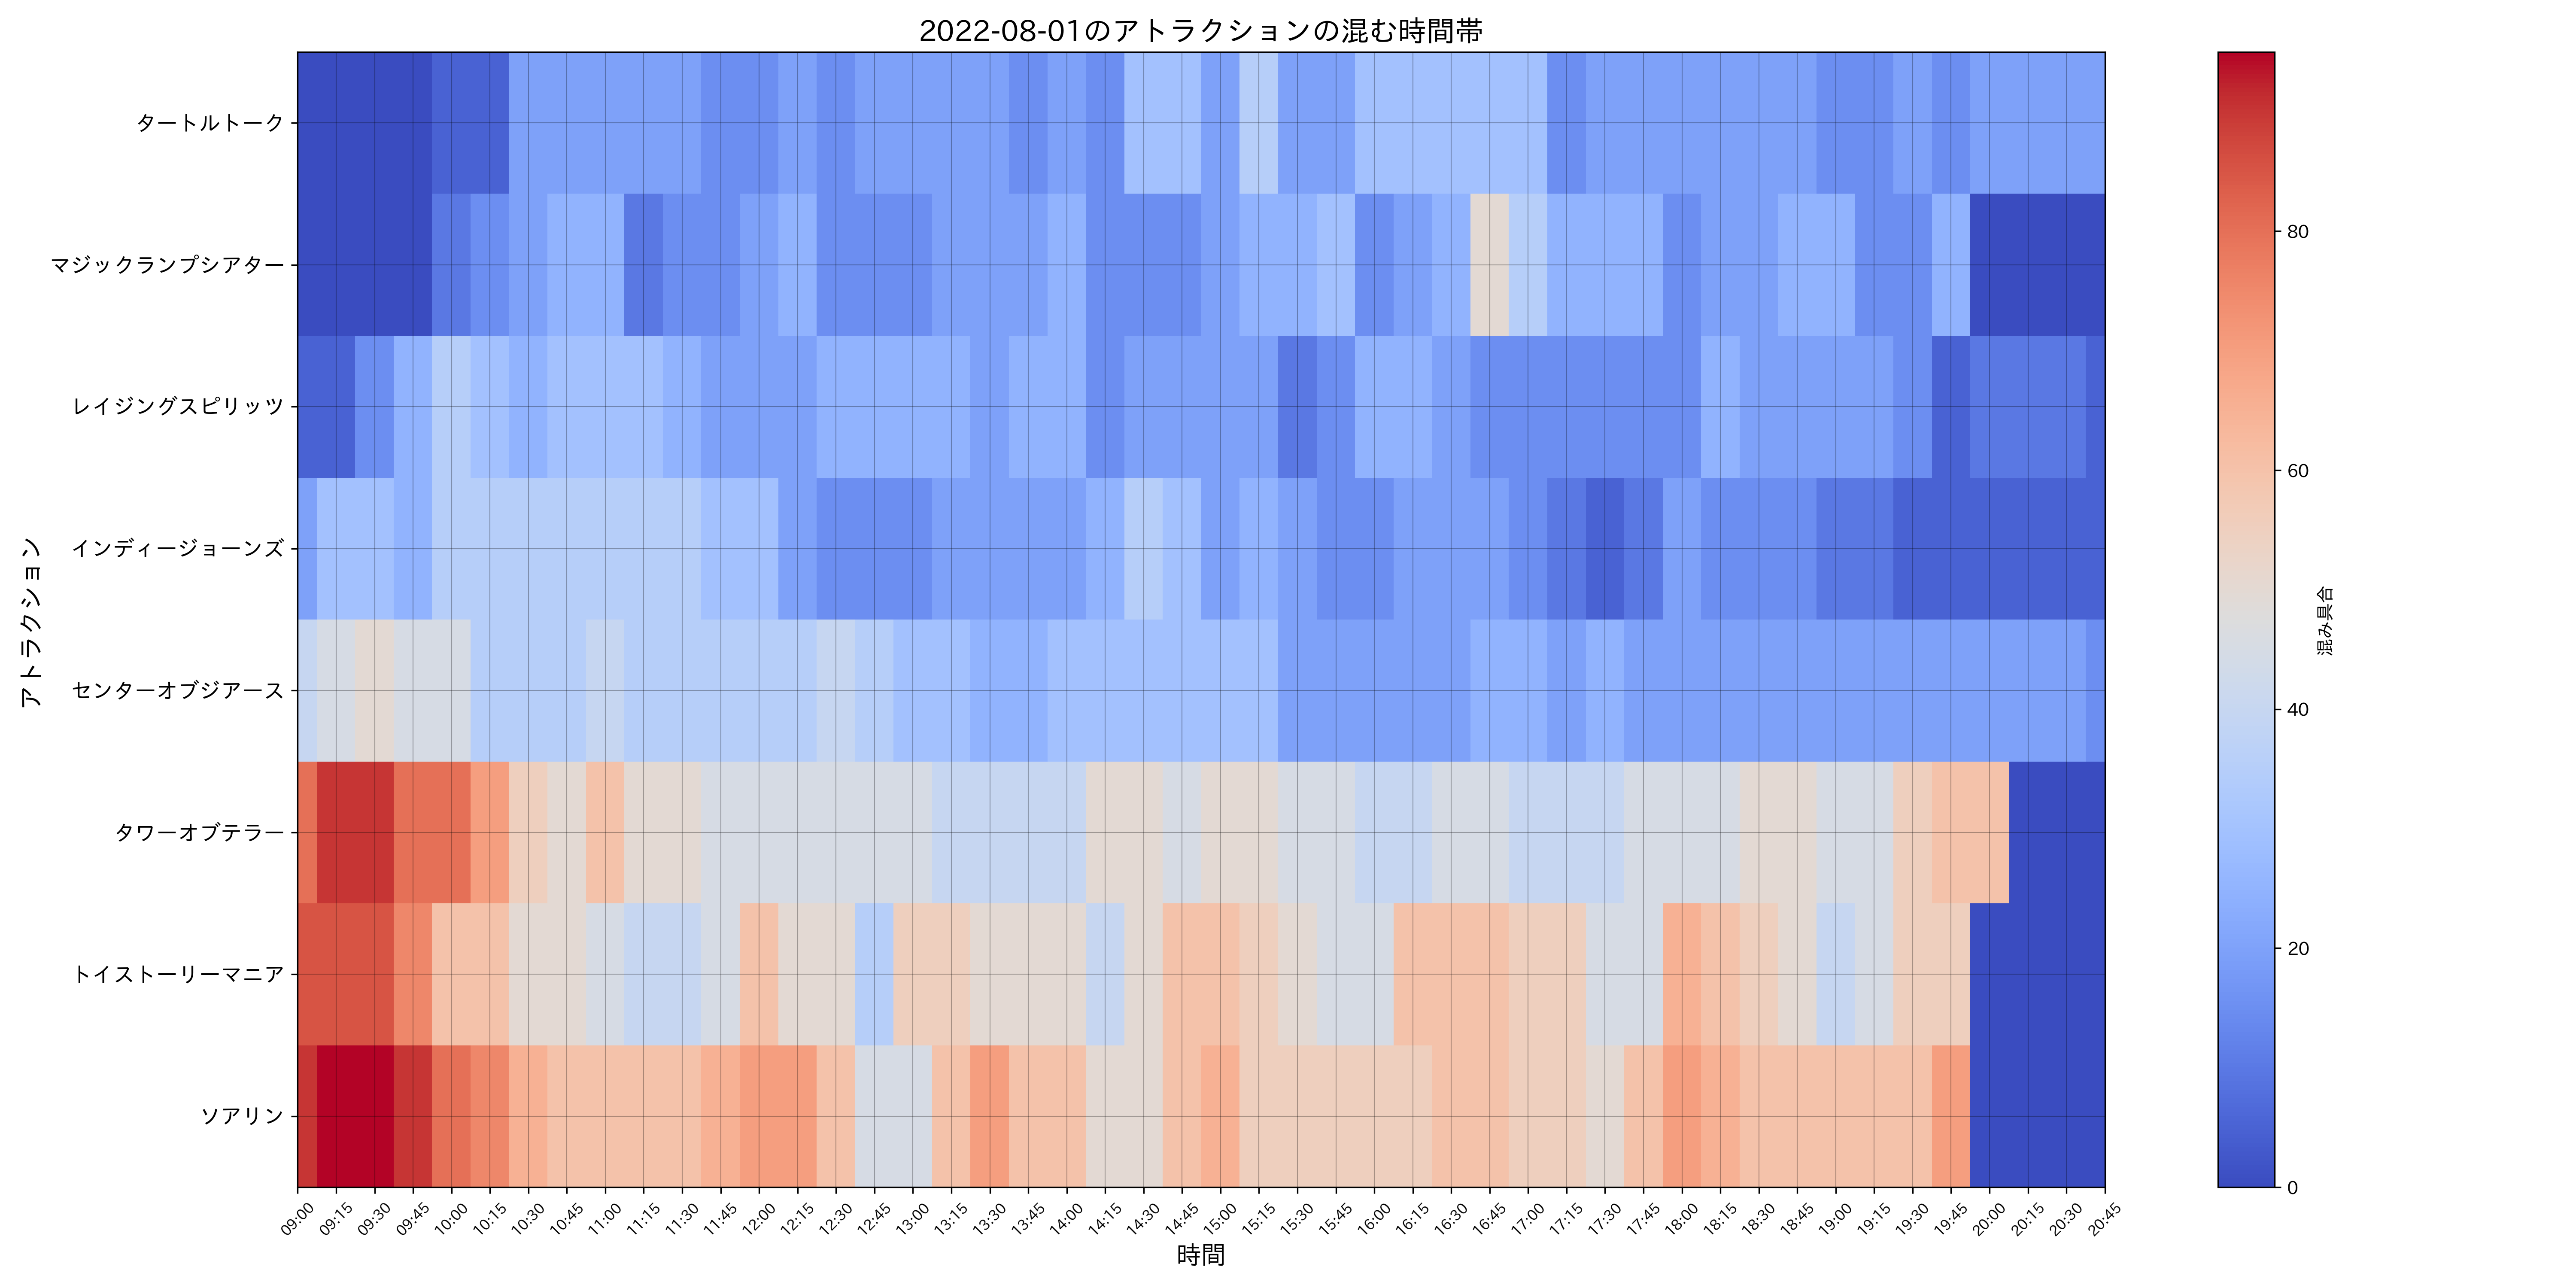 2022-08-01のアトラクションの混む時間帯
アトラクション
タートルトーク
マジックランプシアター
レイジングスピリッツ
インディージョーンズ
センターオブジアース
タワーオブテラー
トイストーリーマニア
ソアリン
09:00 09:15 09:30 09:45 10:00 10:15 10:30 10:45 11:00 11:15 11:30 11:45 12:00 12:15 12:30 12:45 13:00 13:15 13:30 13:45 14:00 14:15 14:30 14:45 15:00 15:15 15:30 15:45 16:00 16:15 16:30 16:45 17:00 17:15 17:30 17:45 18:00 18:15 18:30 18:45 19:00 19:15 19:30 19:45 20:00 20:15 20:30 20:45
時間
80
60
40
20
0
混み具合